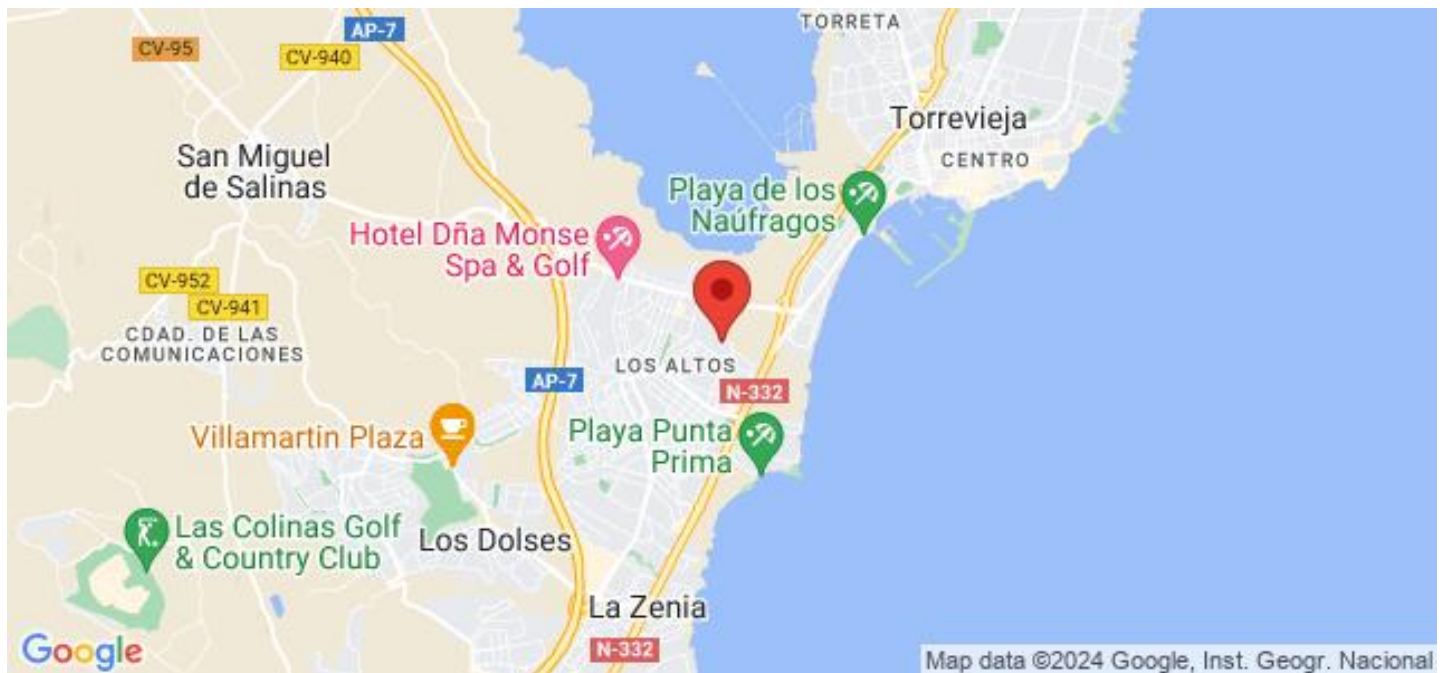 TORRETA
AP-7
CV-95
CV-940
Torrevieja
CENTRO
San Miguel
de Salinas
Playa de los
Naúfragos
Hotel Dña Monse
Spa & Golf
CV-952
CV-941
CDAD. DE LAS
COMUNICACIONES
LOS ALTOS
AP-7
N-332
Villamartin Plaza
Playa Punta
Prima
Las Colinas Golf
& Country Club
Los Dolses
La Zenia
N-332
Google
Map data ©2024 Google, Inst. Geogr. Nacional